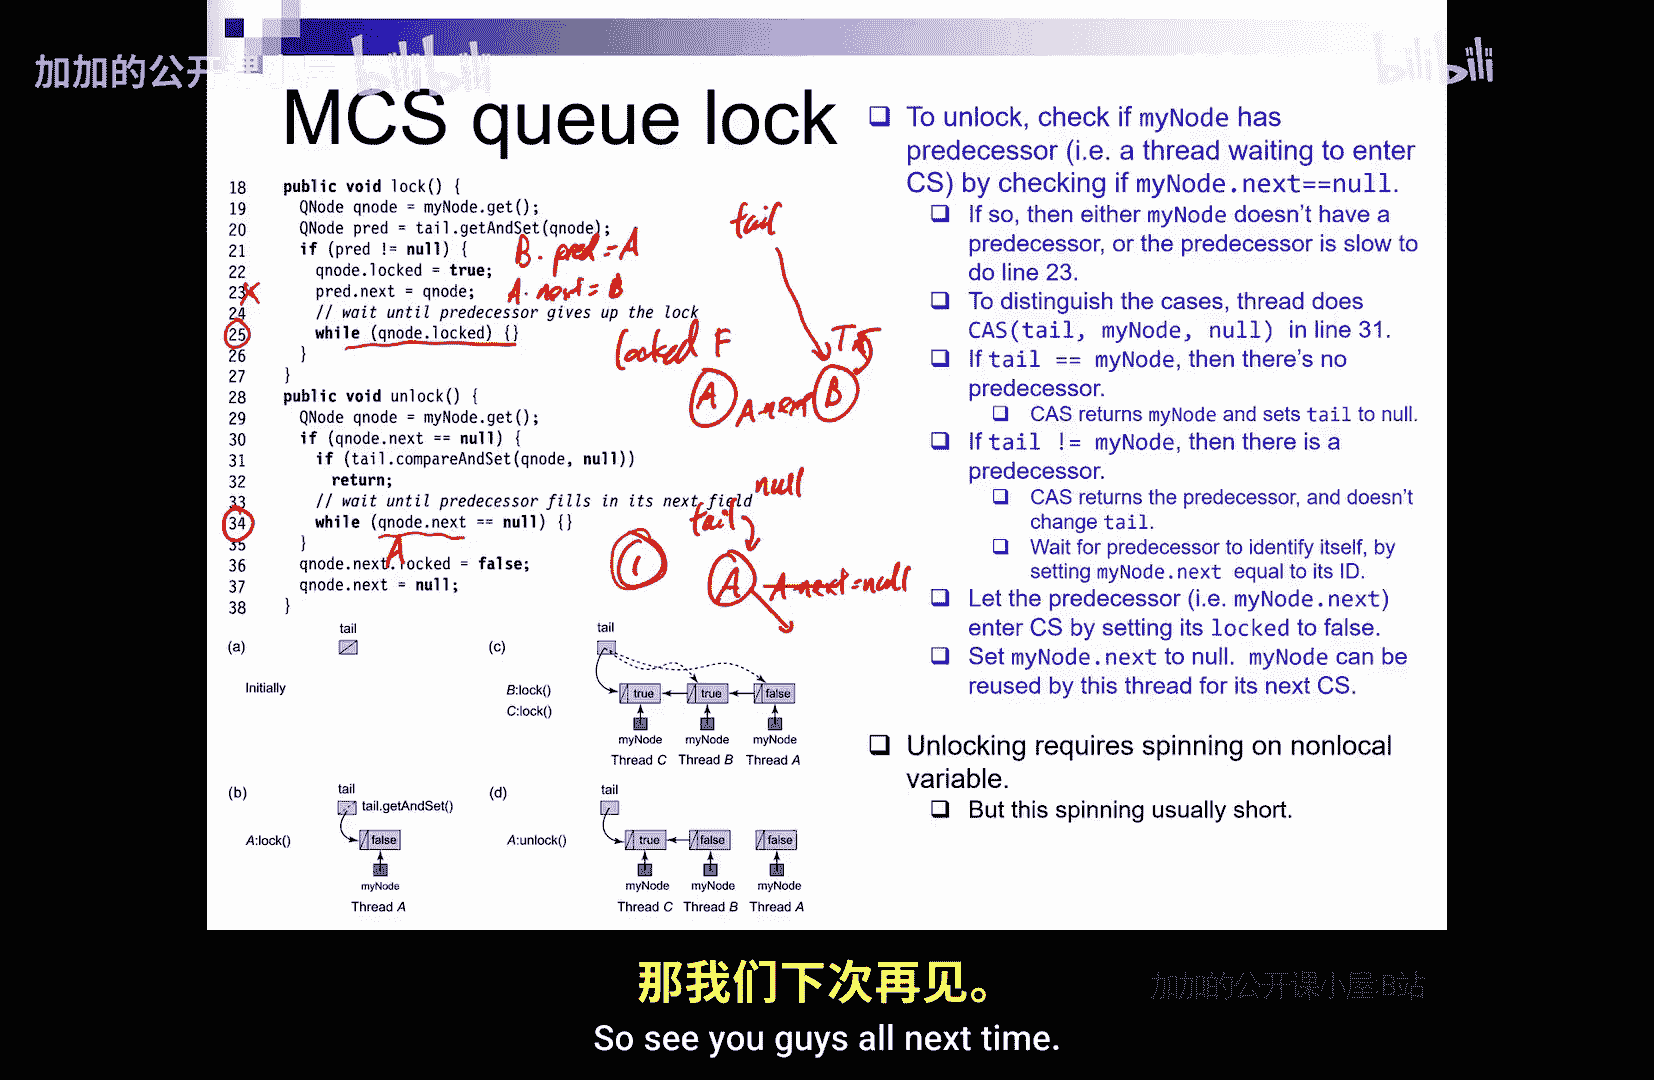 加加的公开
bilibili
bilibili
MCS queue lock
18 public void lock() {
19 QNode qnode = myNode.get();
20 QNode pred = tail.getAndSet(qnode);
21 if (pred != null) {
22 qnode.locked = true;
23 pred.next = qnode;
24 // wait until predecessor gives up the lock
25 while (qnode.locked) {}
26 }
27 }
28 public void unlock() {
29 QNode qnode = myNode.get();
30 if (qnode.next == null) {
31 if (tail.compareAndSet(qnode, null))
32 return;
33 // wait until predecessor fills in its next field
34 while (qnode.next == null) {}
35 }
36 qnode.next.locked = false;
37 qnode.next = null;
38 }
B. pred = A
A. next = B
tail
locked F
A
A next
B
null
tail
A
1
A
A next = null
(a)
tail
Initially
(b)
tail
tail.getAndSet()
A:lock()
false
myNode
Thread A
(c)
tail
B:lock()
C:lock()
true true false
myNode myNode myNode
Thread C Thread B Thread A
(d)
tail
A:unlock()
true false false
myNode myNode myNode
Thread C Thread B Thread A
To unlock, check if myNode has
predecessor (i.e. a thread waiting to enter
CS) by checking if myNode.next==null.
If so, then either myNode doesn't have a
predecessor, or the predecessor is slow to
do line 23.
To distinguish the cases, thread does
CAS(tail, myNode, null) in line 31.
If tail == myNode, then there's no
predecessor.
CAS returns myNode and sets tail to null.
If tail != myNode, then there is a
predecessor.
CAS returns the predecessor, and doesn't
change tail.
Wait for predecessor to identify itself, by
setting myNode.next equal to its ID.
Let the predecessor (i.e. myNode.next)
enter CS by setting its locked to false.
Set myNode.next to null. myNode can be
reused by this thread for its next CS.
Unlocking requires spinning on nonlocal
variable.
But this spinning usually short.
那我们下次再见。
So see you guys all next time.
加加的公开课小屋 B站